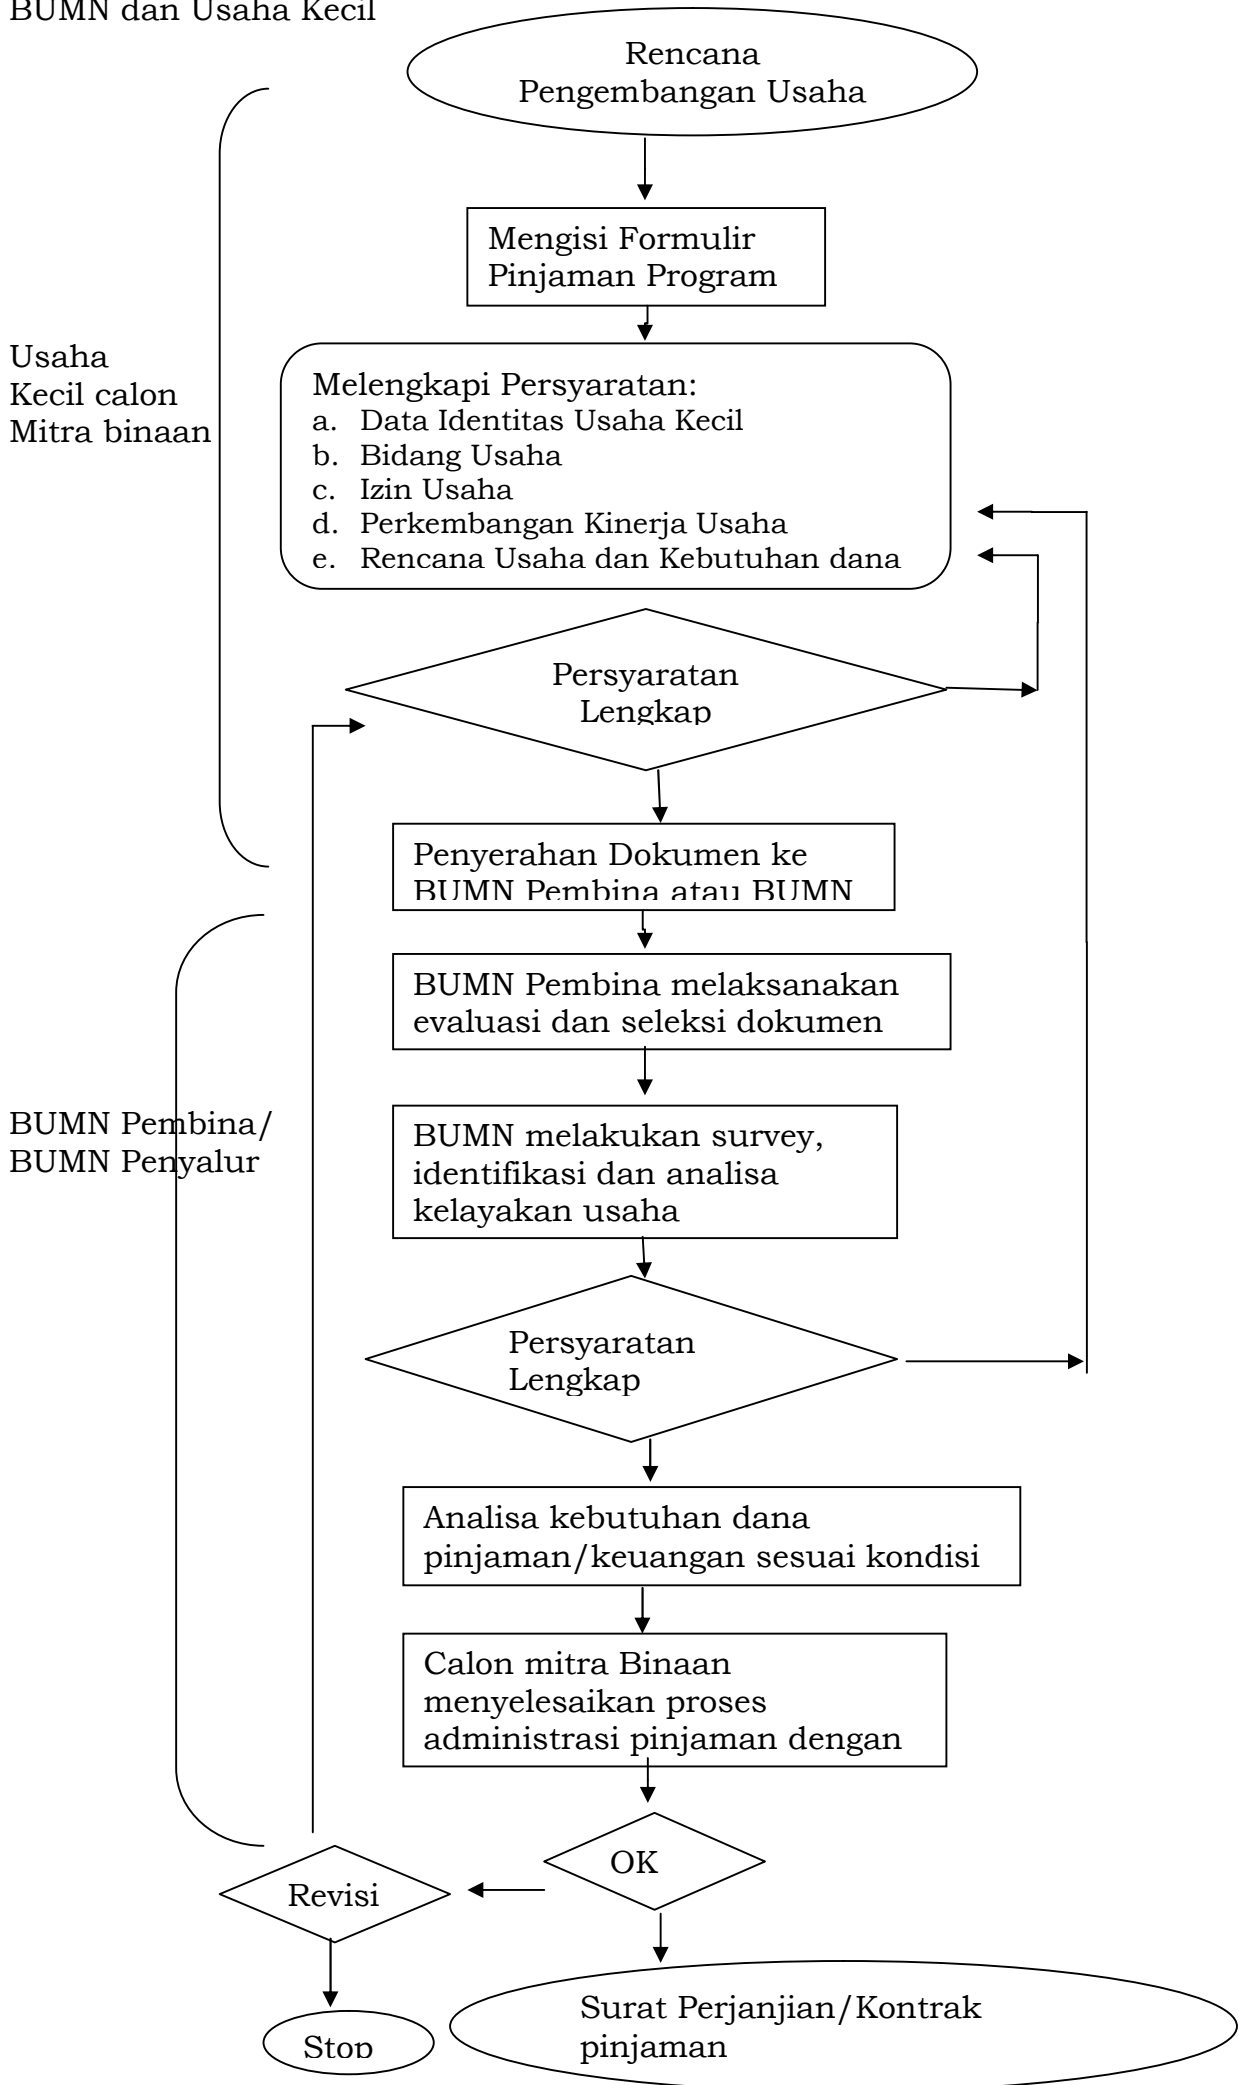 BUMN dan Usaha Kecil
Rencana
Pengembangan Usaha
Mengisi Formulir
Pinjaman Program
Usaha
Kecil calon
Mitra binaan
Melengkapi Persyaratan:
a. Data Identitas Usaha Kecil
b. Bidang Usaha
c. Izin Usaha
d. Perkembangan Kinerja Usaha
e. Rencana Usaha dan Kebutuhan dana
Persyaratan
Lengkap
Penyerahan Dokumen ke
BUMN Pembina atau BUMN
BUMN Pembina melaksanakan
evaluasi dan seleksi dokumen
BUMN Pembina/
BUMN Penyalur
BUMN melakukan survey,
identifikasi dan analisa
kelayakan usaha
Persyaratan
Lengkap
Analisa kebutuhan dana
pinjaman/keuangan sesuai kondisi
Calon mitra Binaan
menyelesaikan proses
administrasi pinjaman dengan
OK
Revisi
Surat Perjanjian/Kontrak
pinjaman
Stop